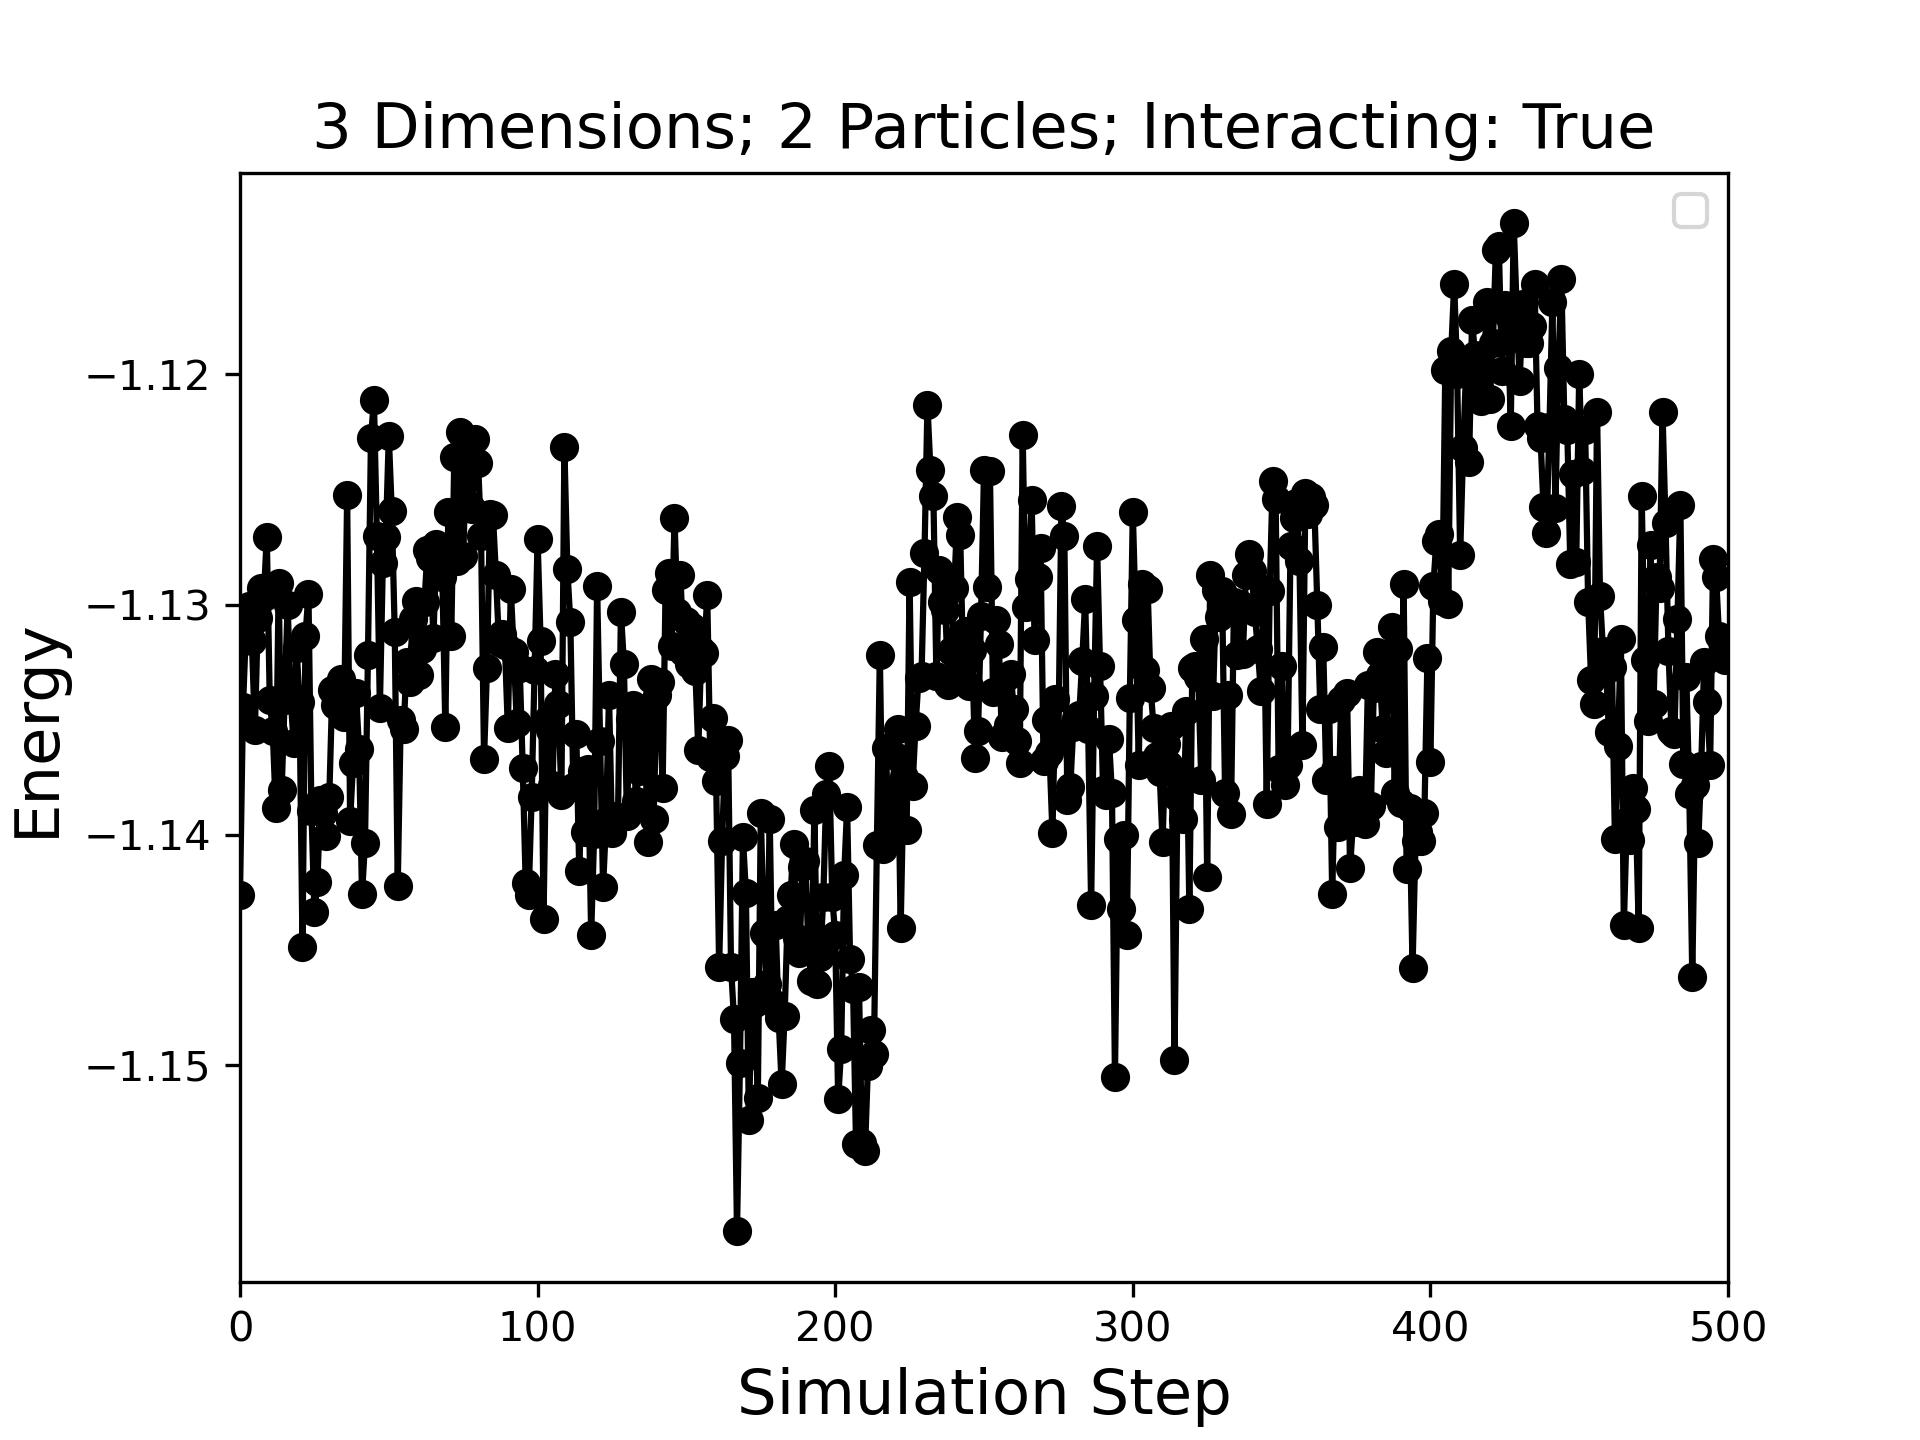 3 Dimensions; 2 Particles; Interacting: True
Energy
−1.12
−1.13
−1.14
−1.15
0 100 200 300 400 500
Simulation Step